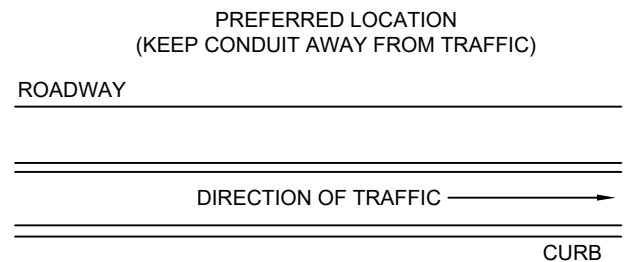 PREFERRED LOCATION
(KEEP CONDUIT AWAY FROM TRAFFIC)
ROADWAY
DIRECTION OF TRAFFIC
CURB